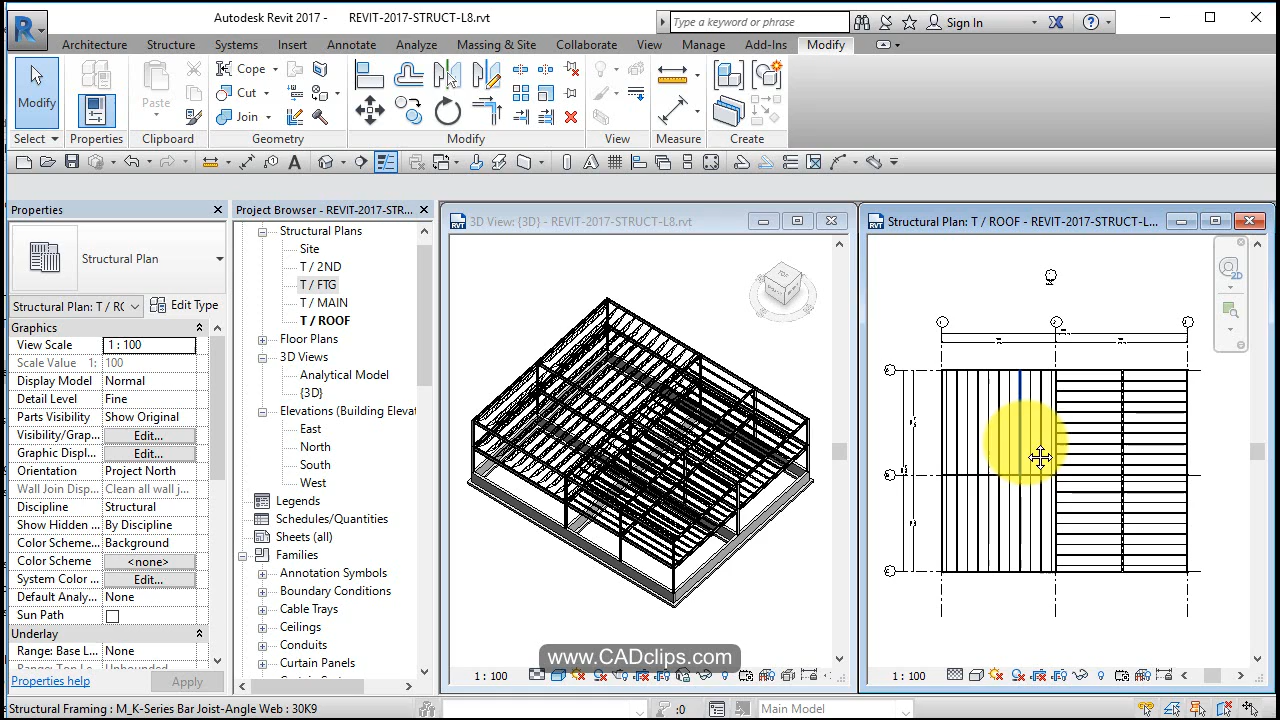 Autodesk Revit 2017 - REVIT-2017-STRUCT-L8.rvt
Type a keyword or phrase
Sign In
Architecture Structure Systems Insert Annotate Analyze Massing & Site Collaborate View Manage Add-Ins Modify
Modify
Paste
Cope
Cut
Join
Select Properties Clipboard Geometry Modify View Measure Create
Properties
Structural Plan
Structural Plan: T / RO
Edit Type
Graphics
View Scale 1 : 100
Scale Value 1: 100
Display Model Normal
Detail Level Fine
Parts Visibility Show Original
Visibility/Grap... Edit...
Graphic Displ... Edit...
Orientation Project North
Wall Join Disp... Clean all wall j...
Discipline Structural
Show Hidden ... By Discipline
Color Scheme... Background
Color Scheme <none>
System Color ... Edit...
Default Analy... None
Sun Path
Underlay
Range: Base L... None
Range: Top Le... Unbounded
Properties help
Apply
Project Browser - REVIT-2017-STR...
Structural Plans
Site
T / 2ND
T / FTG
T / MAIN
T / ROOF
Floor Plans
3D Views
Analytical Model
{3D}
Elevations (Building Elevat
East
North
South
West
Legends
Schedules/Quantities
Sheets (all)
Families
Annotation Symbols
Boundary Conditions
Cable Trays
Ceilings
Conduits
Curtain Panels
3D View: {3D} - REVIT-2017-STRUCT-L8.rvt
TOP
1 : 100
Structural Plan: T / ROOF - REVIT-2017-STRUCT-L...
2D
1 : 100
www.CADclips.com
Structural Framing : M_K-Series Bar Joist-Angle Web : 30K9
:0
Main Model